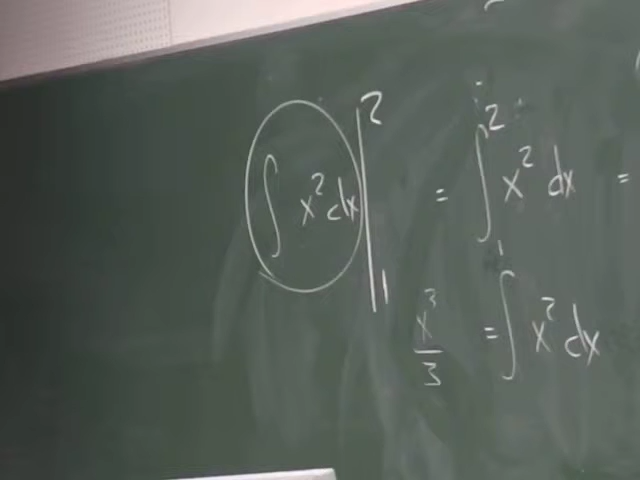 ∫ x² dx |₁² = ∫₁² x² dx =
x³/3 = ∫ x² dx